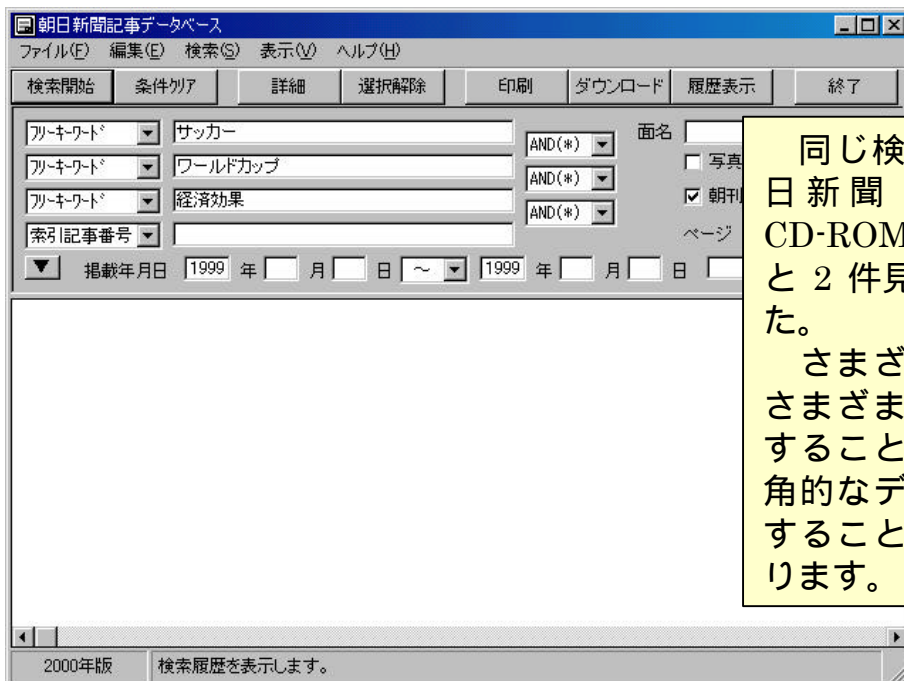 朝日新聞記事データベース
ファイル(F) 編集(E) 検索(S) 表示(V) ヘルプ(H)
検索開始 条件クリア 詳細 選択解除 印刷 ダウンロード 履歴表示 終了
フリーキーワード サッカー AND(*) 面名
フリーキーワード ワールドカップ AND(*) 写真
フリーキーワード 経済効果 AND(*) 朝刊
索引記事番号 ページ
▼ 掲載年月日 1999 年 月 日 ~ 1999 年 月 日
同じ検
日新聞
CD-ROM
と 2 件見
た。
さまざ
さまざま
すること
角的なデ
すること
ります。
2000年版 検索履歴を表示します。